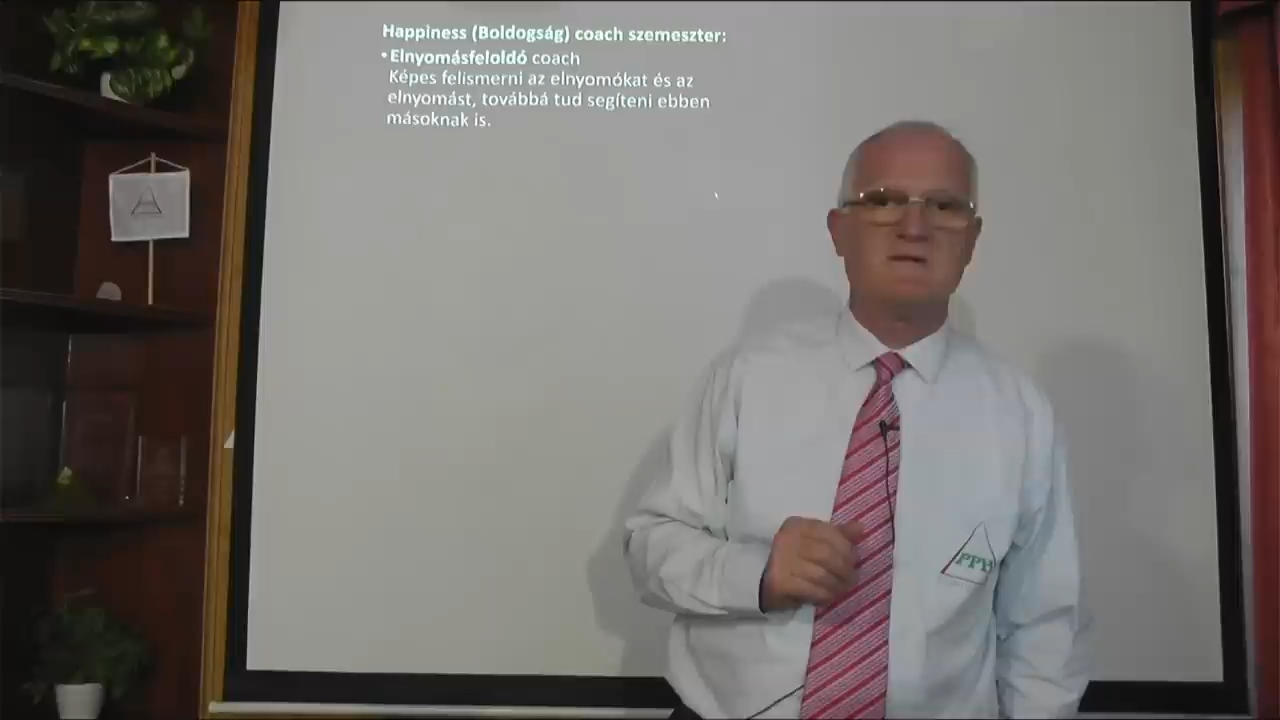 Happiness (Boldogság) coach szemeszter:
• Elnyomásfeloldó coach
Képes felismerni az elnyomókat és az
elnyomást, továbbá tud segíteni ebben
másoknak is.